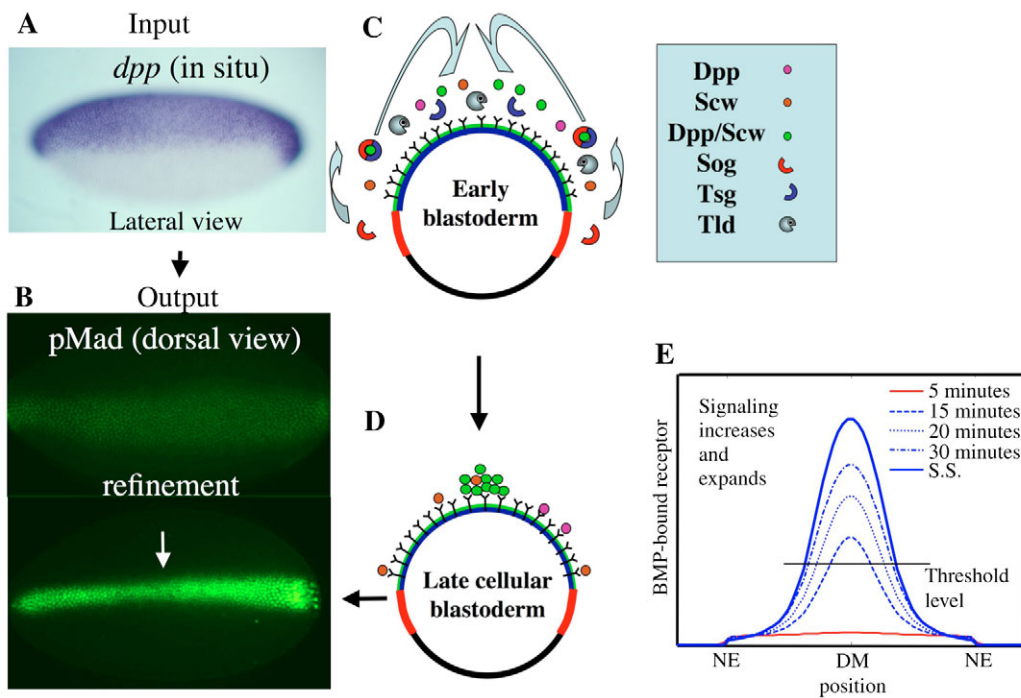 A
Input
dpp (in situ)
Lateral view
B
Output
pMad (dorsal view)
refinement
C
Early
blastoderm
Dpp
Scw
Dpp/Scw
Sog
Tsg
Tld
D
Late cellular
blastoderm
E
Signaling
increases
and
expands
5 minutes
15 minutes
20 minutes
30 minutes
S.S.
Threshold
level
BMP-bound receptor
NE
DM
NE
position